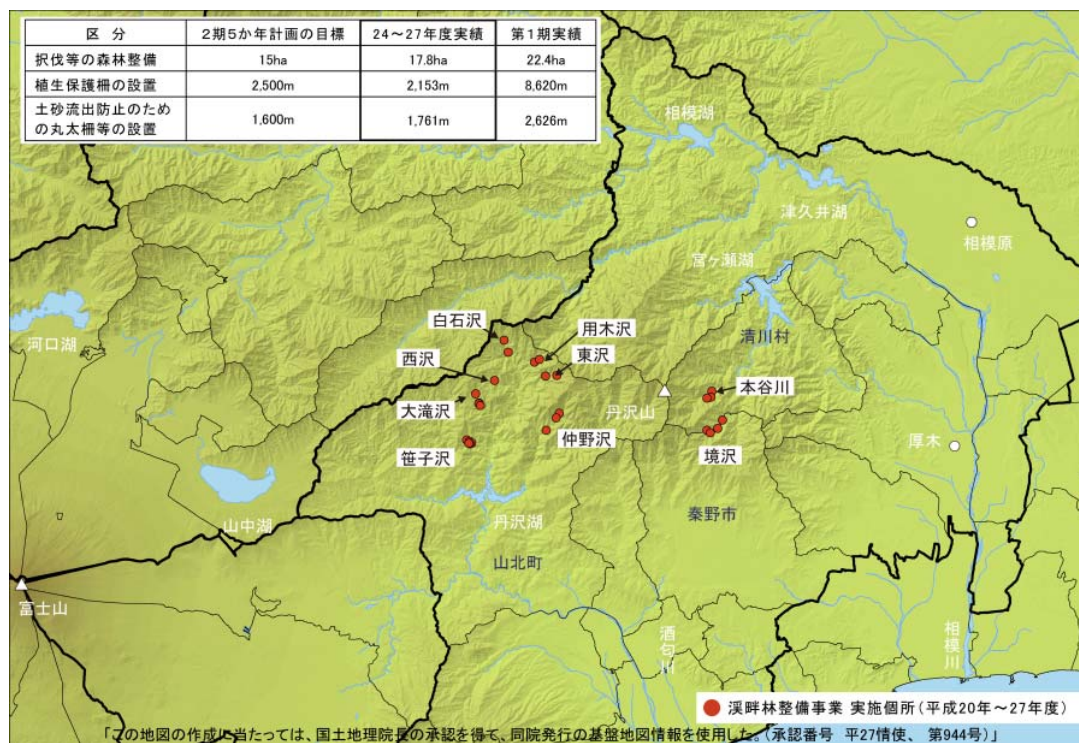 区 分 2期5か年計画の目標 24～27年度実績 第1期実績
択伐等の森林整備 15ha 17.8ha 22.4ha
植生保護柵の設置 2,500m 2,153m 8,620m
土砂流出防止のため
の丸太柵等の設置 1,600m 1,761m 2,626m
相模湖
津久井湖
相模原
宮ヶ瀬湖
河口湖
白石沢
用木沢
清川村
西沢
東沢
本谷川
大滝沢
丹沢山
仲野沢
境沢
厚木
笹子沢
山中湖
丹沢湖
秦野市
山北町
富士山
酒匂川
相模川
渓畔林整備事業 実施個所(平成20年～27年度)
「この地図の作成に当たっては、国土地理院長の承認を得て、同院発行の基盤地図情報を使用した。(承認番号 平27情使、 第944号)」